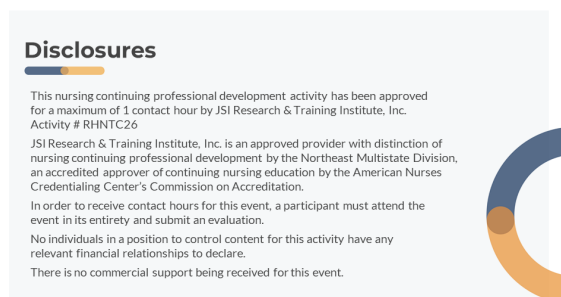 Disclosures
This nursing continuing professional development activity has been approved
for a maximum of 1 contact hour by JSI Research & Training Institute, Inc.
Activity # RHNTC26
JSI Research & Training Institute, Inc. is an approved provider with distinction of
nursing continuing professional development by the Northeast Multistate Division,
an accredited approver of continuing nursing education by the American Nurses
Credentialing Center's Commission on Accreditation.
In order to receive contact hours for this event, a participant must attend the
event in its entirety and submit an evaluation.
No individuals in a position to control content for this activity have any
relevant financial relationships to declare.
There is no commercial support being received for this event.